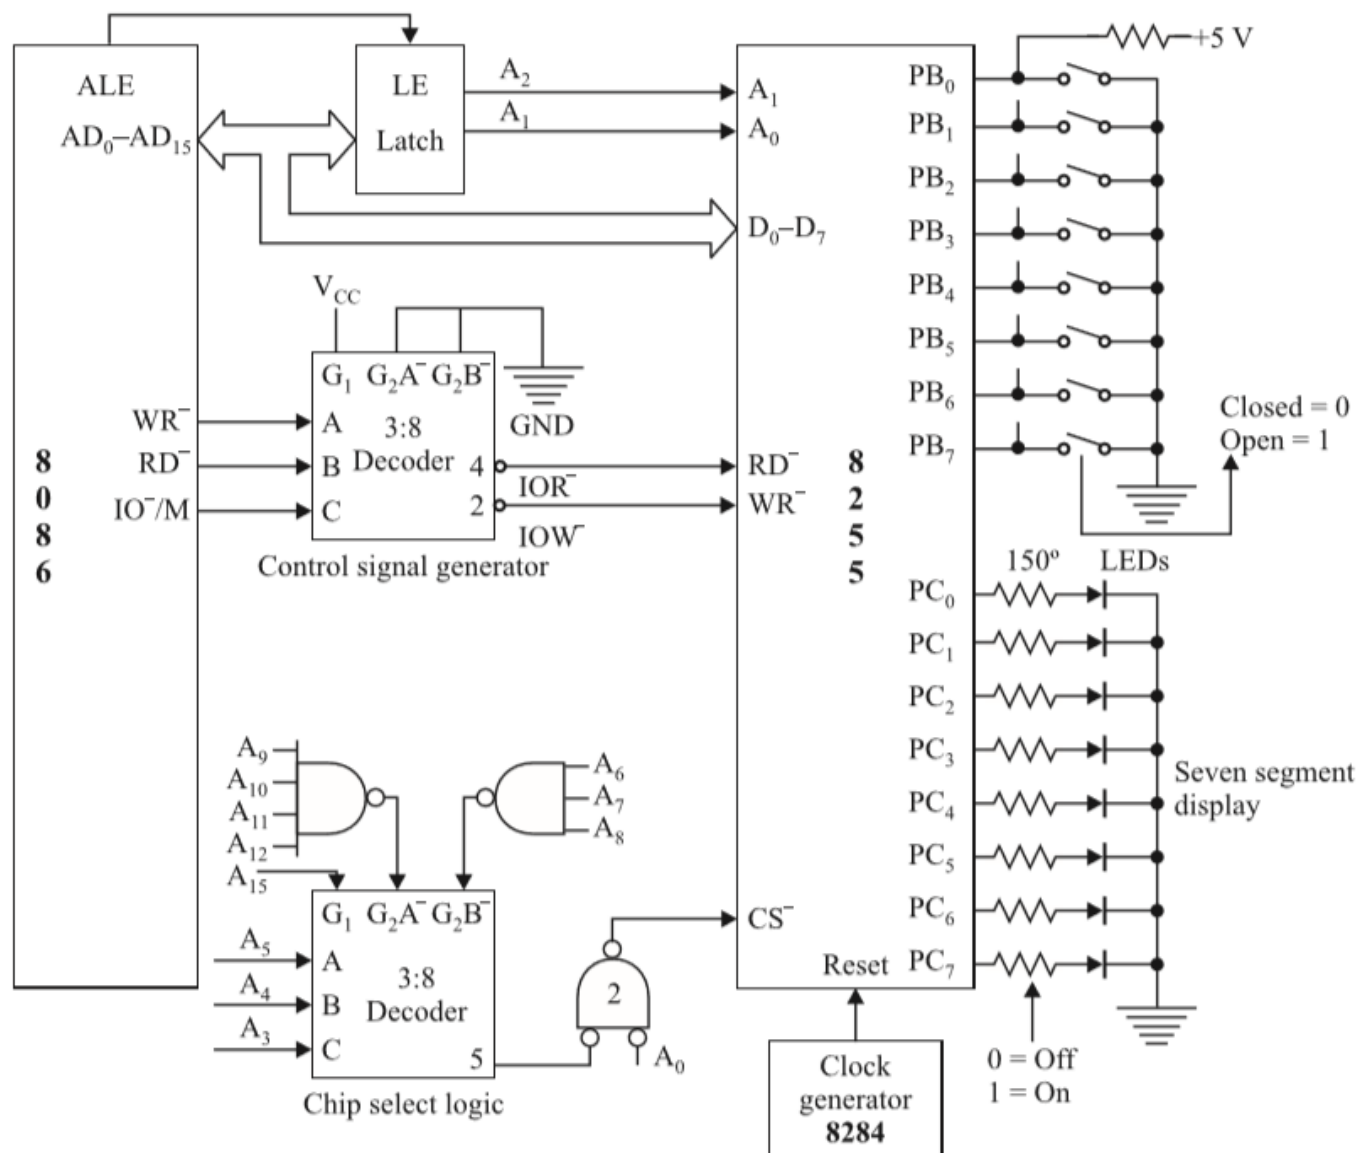 ALE
AD₀–AD₁₅
LE
Latch
A₂
A₁
A₁
A₀
D₀–D₇
PB₀
PB₁
PB₂
PB₃
PB₄
PB₅
PB₆
PB₇
+5 V
Closed = 0
Open = 1
V_CC
G₁ G₂A⁻ G₂B⁻
GND
WR⁻
RD⁻
IO⁻/M
A
B
C
3:8
Decoder
4
2
IOR⁻
IOW⁻
Control signal generator
RD⁻
WR⁻
8
0
8
6
8
2
5
5
150º
LEDs
PC₀
PC₁
PC₂
PC₃
PC₄
PC₅
PC₆
PC₇
Seven segment
display
A₉
A₁₀
A₁₁
A₁₂
A₁₅
A₆
A₇
A₈
G₁ G₂A⁻ G₂B⁻
A₅
A₄
A₃
A
B
C
3:8
Decoder
5
Chip select logic
2
A₀
CS⁻
Reset
Clock
generator
8284
0 = Off
1 = On